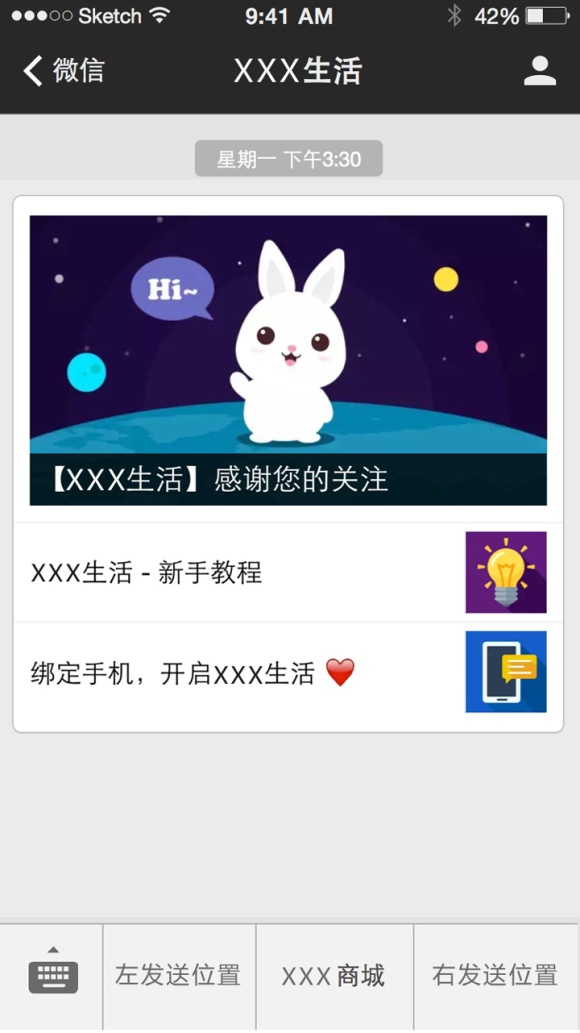 Sketch 9:41 AM 42%
微信 XXX生活
星期一 下午3:30
Hi~
【XXX生活】感谢您的关注
XXX生活 - 新手教程
绑定手机，开启XXX生活 ❤️
左发送位置 XXX 商城 右发送位置